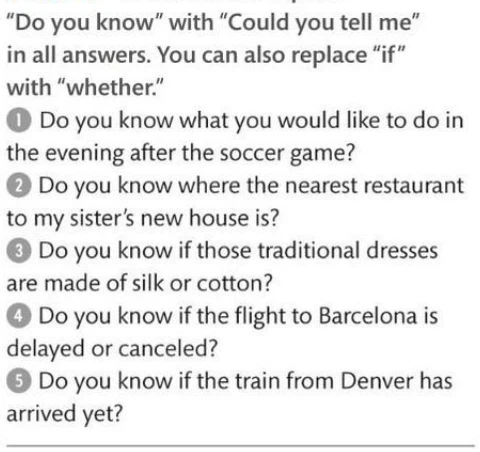 "Do you know" with "Could you tell me"
in all answers. You can also replace "if"
with "whether."
1 Do you know what you would like to do in
the evening after the soccer game?
2 Do you know where the nearest restaurant
to my sister's new house is?
3 Do you know if those traditional dresses
are made of silk or cotton?
4 Do you know if the flight to Barcelona is
delayed or canceled?
5 Do you know if the train from Denver has
arrived yet?